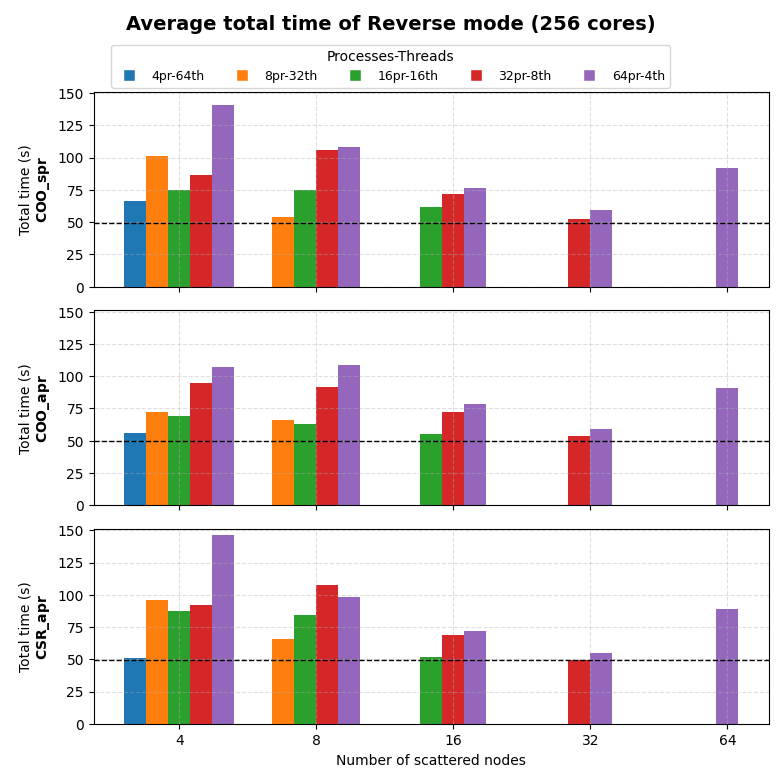 Average total time of Reverse mode (256 cores)
Processes-Threads
4pr-64th 8pr-32th 16pr-16th 32pr-8th 64pr-4th
150
125
100
75
50
25
0
Total time (s)
COO_spr
150
125
100
75
50
25
0
Total time (s)
COO_apr
150
125
100
75
50
25
0
Total time (s)
CSR_apr
4 8 16 32 64
Number of scattered nodes